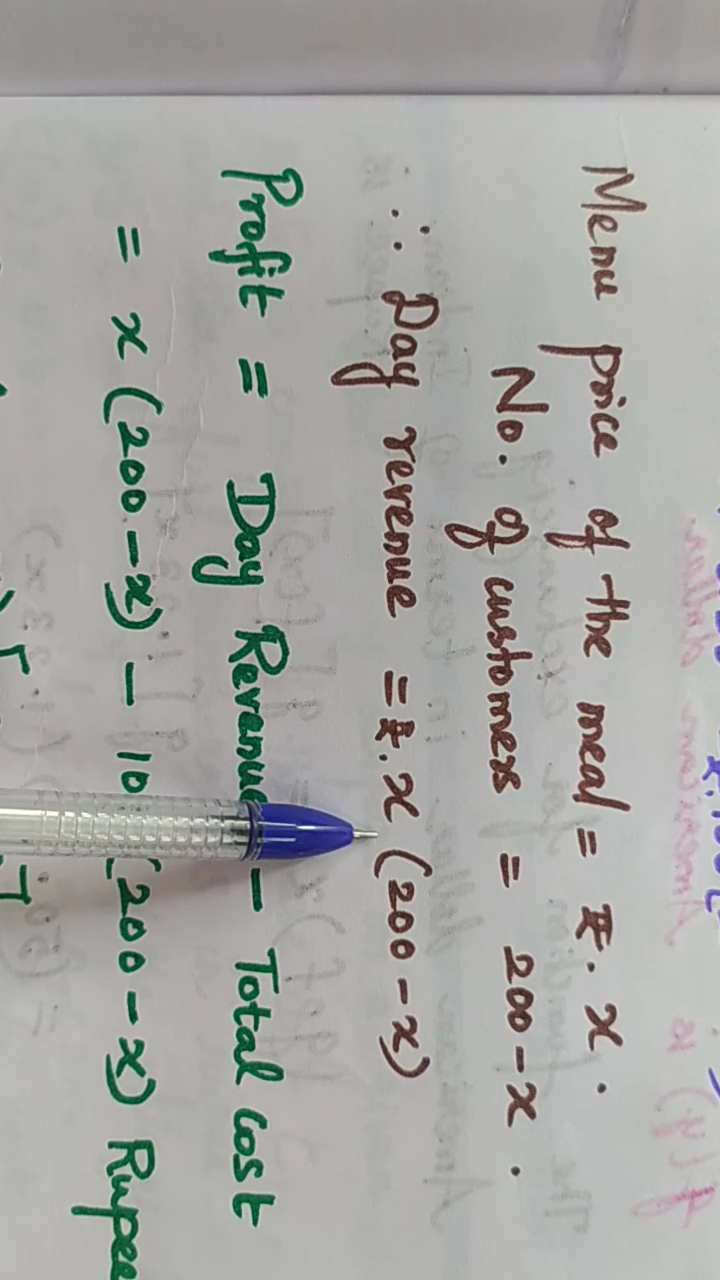 Menu price of the meal = ₹. x.
No. of customers = 200 - x.
∴ Day revenue = ₹. x (200 - x)
Profit = Day Revenue - Total cost
= x (200 - x) - 10 (200 - x) Rupee